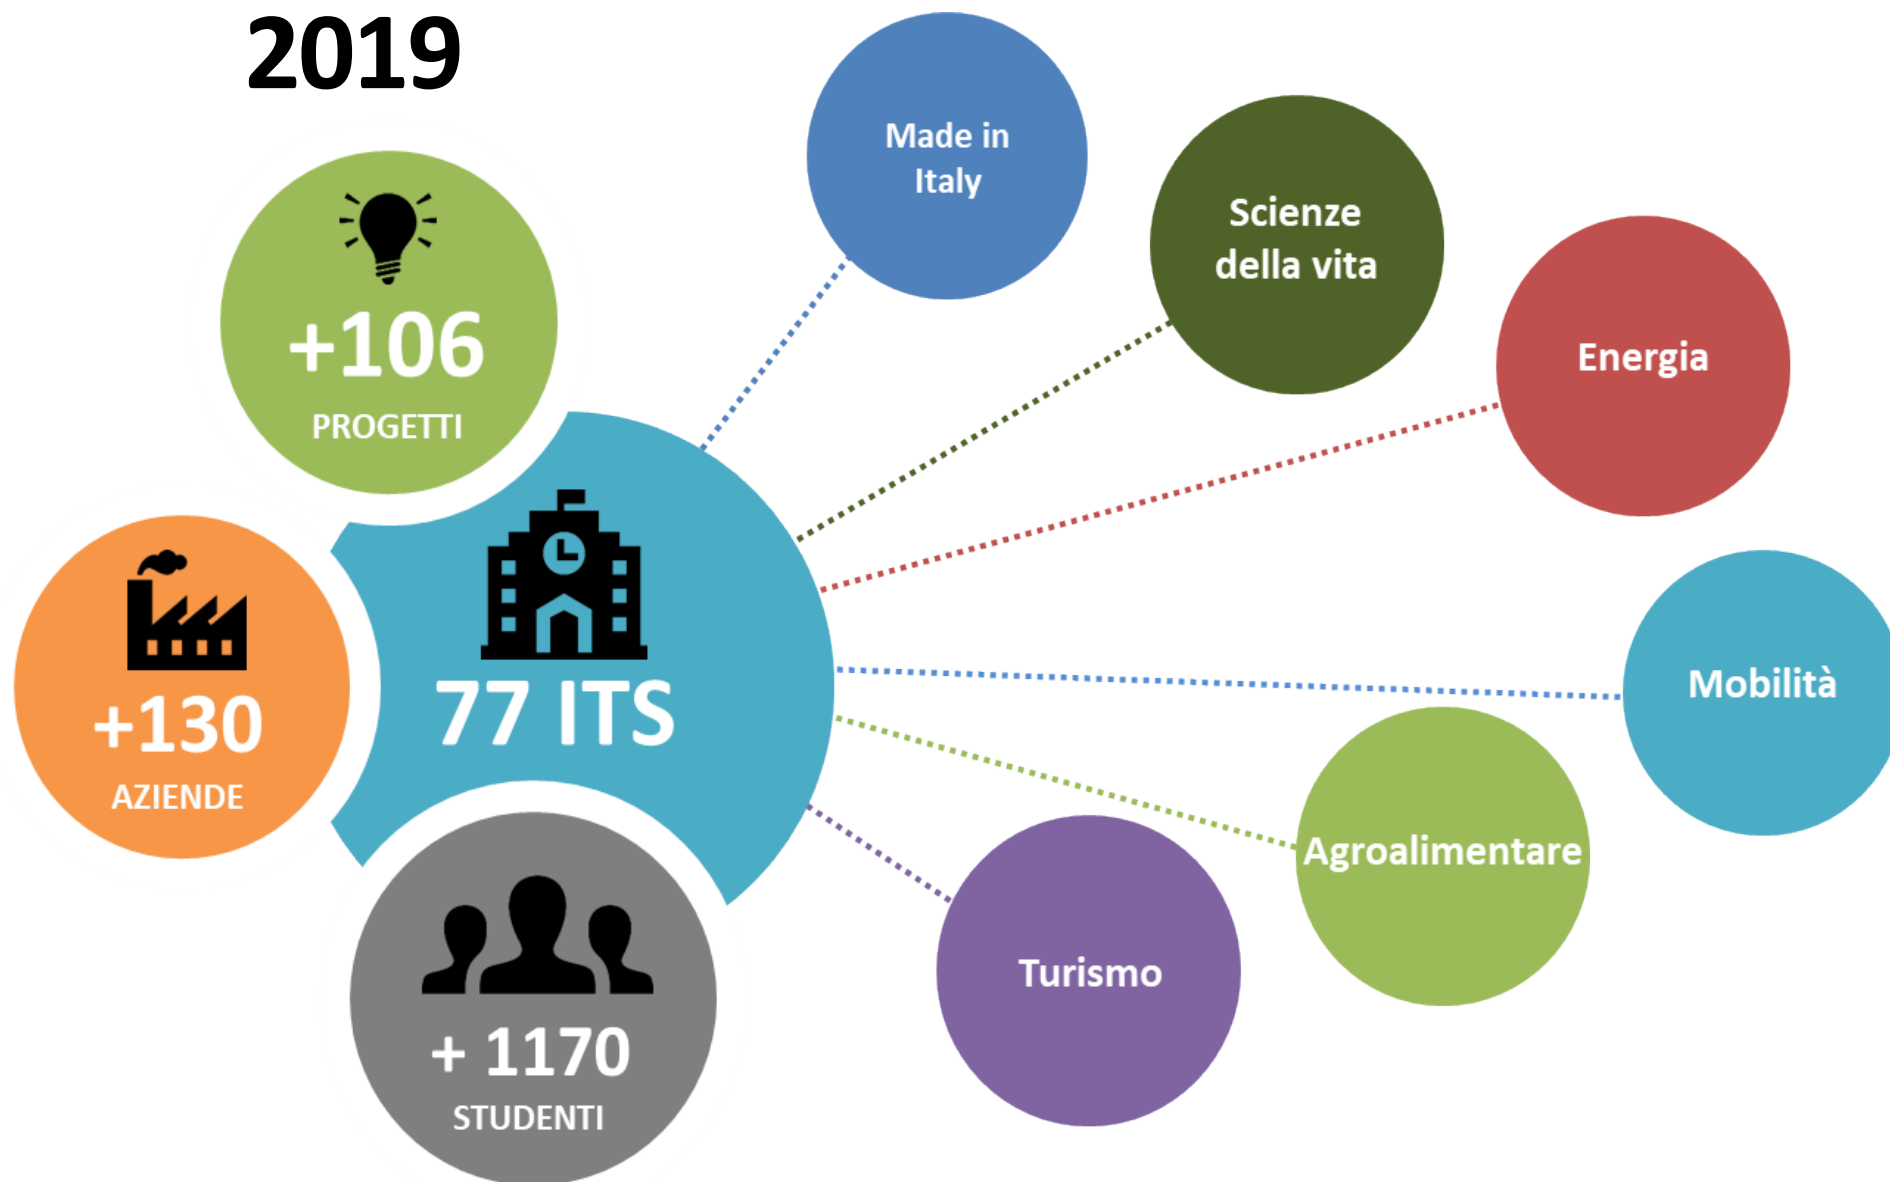 2019
+106
PROGETTI
+130
AZIENDE
77 ITS
+ 1170
STUDENTI
Made in
Italy
Scienze
della vita
Energia
Mobilità
Agroalimentare
Turismo